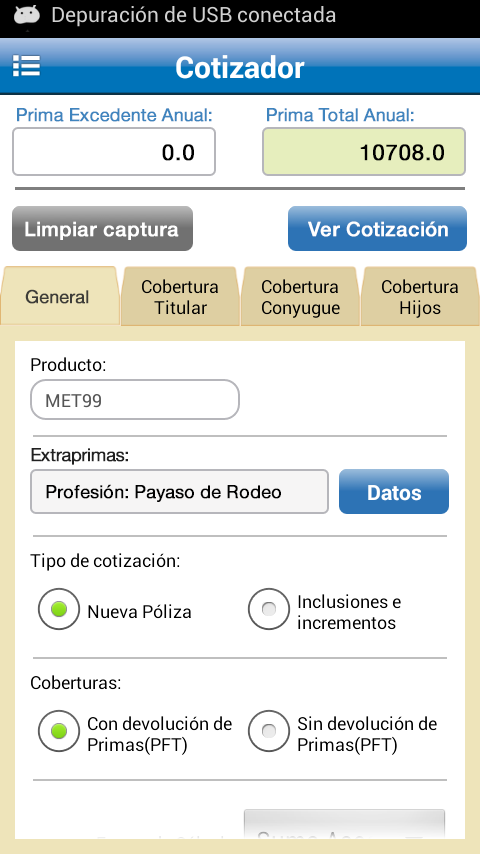 Depuración de USB conectada
Cotizador
Prima Excedente Anual:
Prima Total Anual:
0.0
10708.0
Limpiar captura
Ver Cotización
General
Cobertura
Titular
Cobertura
Conyugue
Cobertura
Hijos
Producto:
MET99
Extraprimas:
Profesión: Payaso de Rodeo
Datos
Tipo de cotización:
Nueva Póliza
Inclusiones e
incrementos
Coberturas:
Con devolución de
Primas(PFT)
Sin devolución de
Primas(PFT)